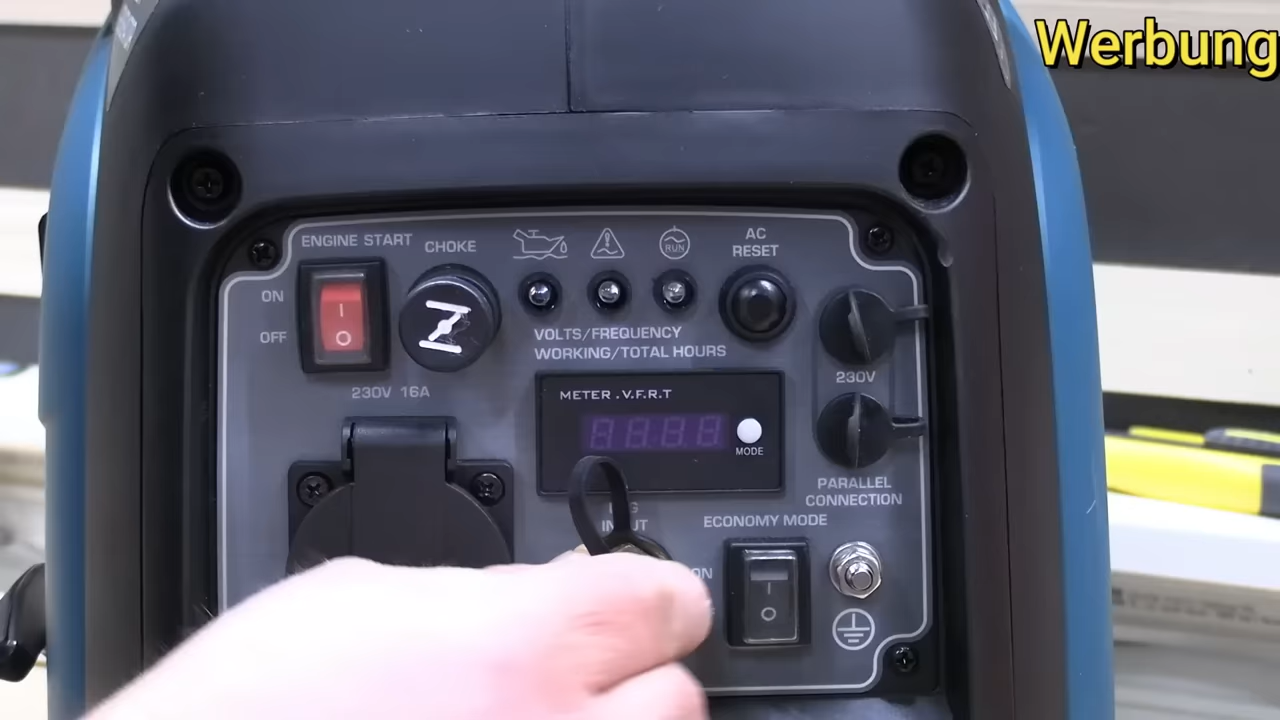 Werbung
ENGINE START
CHOKE
RUN
AC
RESET
ON
OFF
VOLTS/FREQUENCY
WORKING/TOTAL HOURS
230V 16A
230V
METER .V.F.R.T
MODE
PARALLEL
CONNECTION
ECONOMY MODE
ON